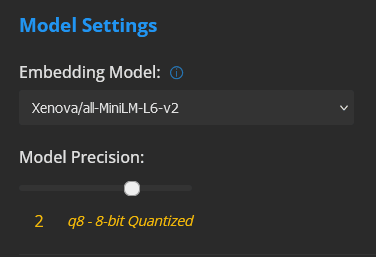 Model Settings
Embedding Model:
Xenova/all-MiniLM-L6-v2
Model Precision:
2 q8 - 8-bit Quantized